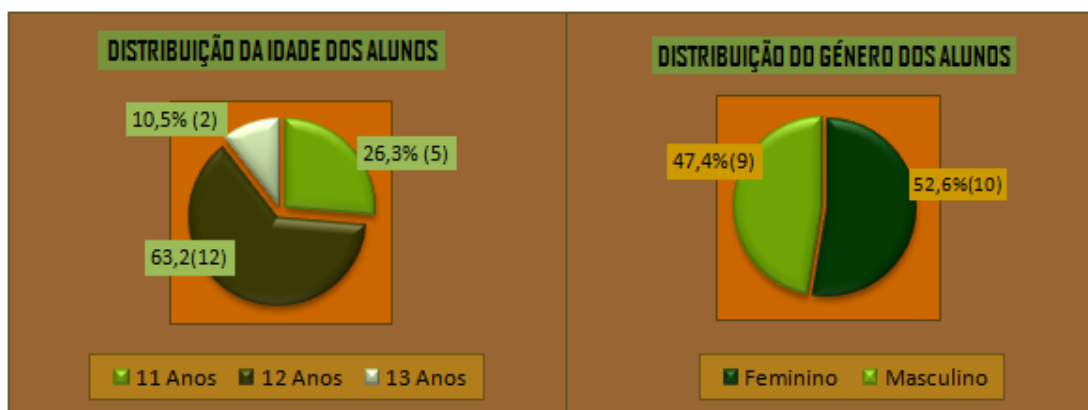 DISTRIBUIÇÃO DA IDADE DOS ALUNOS
10,5% (2)
26,3% (5)
63,2(12)
11 Anos 12 Anos 13 Anos
DISTRIBUIÇÃO DO GÉNERO DOS ALUNOS
47,4%(9)
52,6%(10)
Feminino Masculino